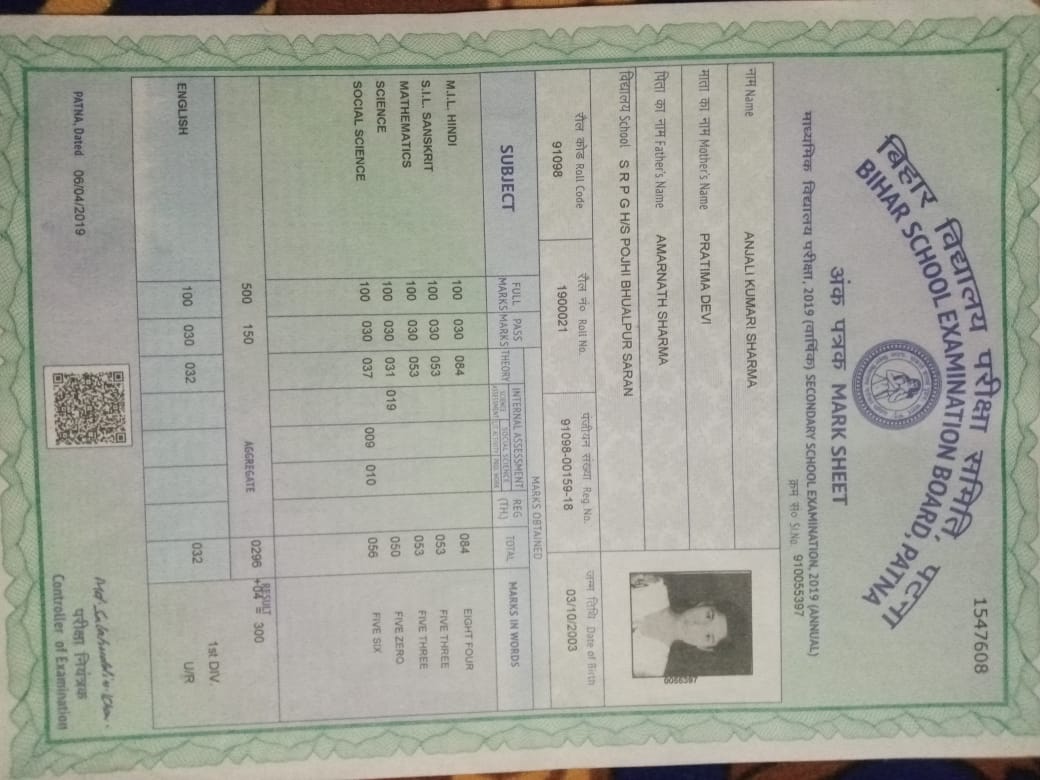 1547608
बिहार विद्यालय परीक्षा समिति, पटना
BIHAR SCHOOL EXAMINATION BOARD, PATNA
अंक पत्रक MARK SHEET
क्रम सं० Sl.No. 910055397
माध्यमिक विद्यालय परीक्षा, 2019 (वार्षिक) SECONDARY SCHOOL EXAMINATION, 2019 (ANNUAL)
नाम Name ANJALI KUMARI SHARMA
माता का नाम Mother's Name PRATIMA DEVI
पिता का नाम Father's Name AMARNATH SHARMA
विद्यालय School S R P G H/S POJHI BHUALPUR SARAN
0055397
रौल कोड Roll Code रौल नं० Roll No. पंजीयन संख्या Reg. No. जन्म तिथि Date of Birth
91098 1900021 91098-00159-18 03/10/2003
MARKS OBTAINED
SUBJECT FULL MARKS PASS MARKS THEORY INTERNAL ASSESSMENT REG (TH.) TOTAL MARKS IN WORDS
SCIENCE SOCIAL SCIENCE
M.I.L. HINDI 100 030 084 084 EIGHT FOUR
S.I.L. SANSKRIT 100 030 053 053 FIVE THREE
MATHEMATICS 100 030 053 053 FIVE THREE
SCIENCE 100 030 031 019 050 FIVE ZERO
SOCIAL SCIENCE 100 030 037 009 010 056 FIVE SIX
500 150 AGGREGATE 0296 +04 = 300
RESULT
1st DIV.
ENGLISH 100 030 032 032 U/R
PATNA, Dated 06/04/2019
परीक्षा नियंत्रक
Controller of Examination